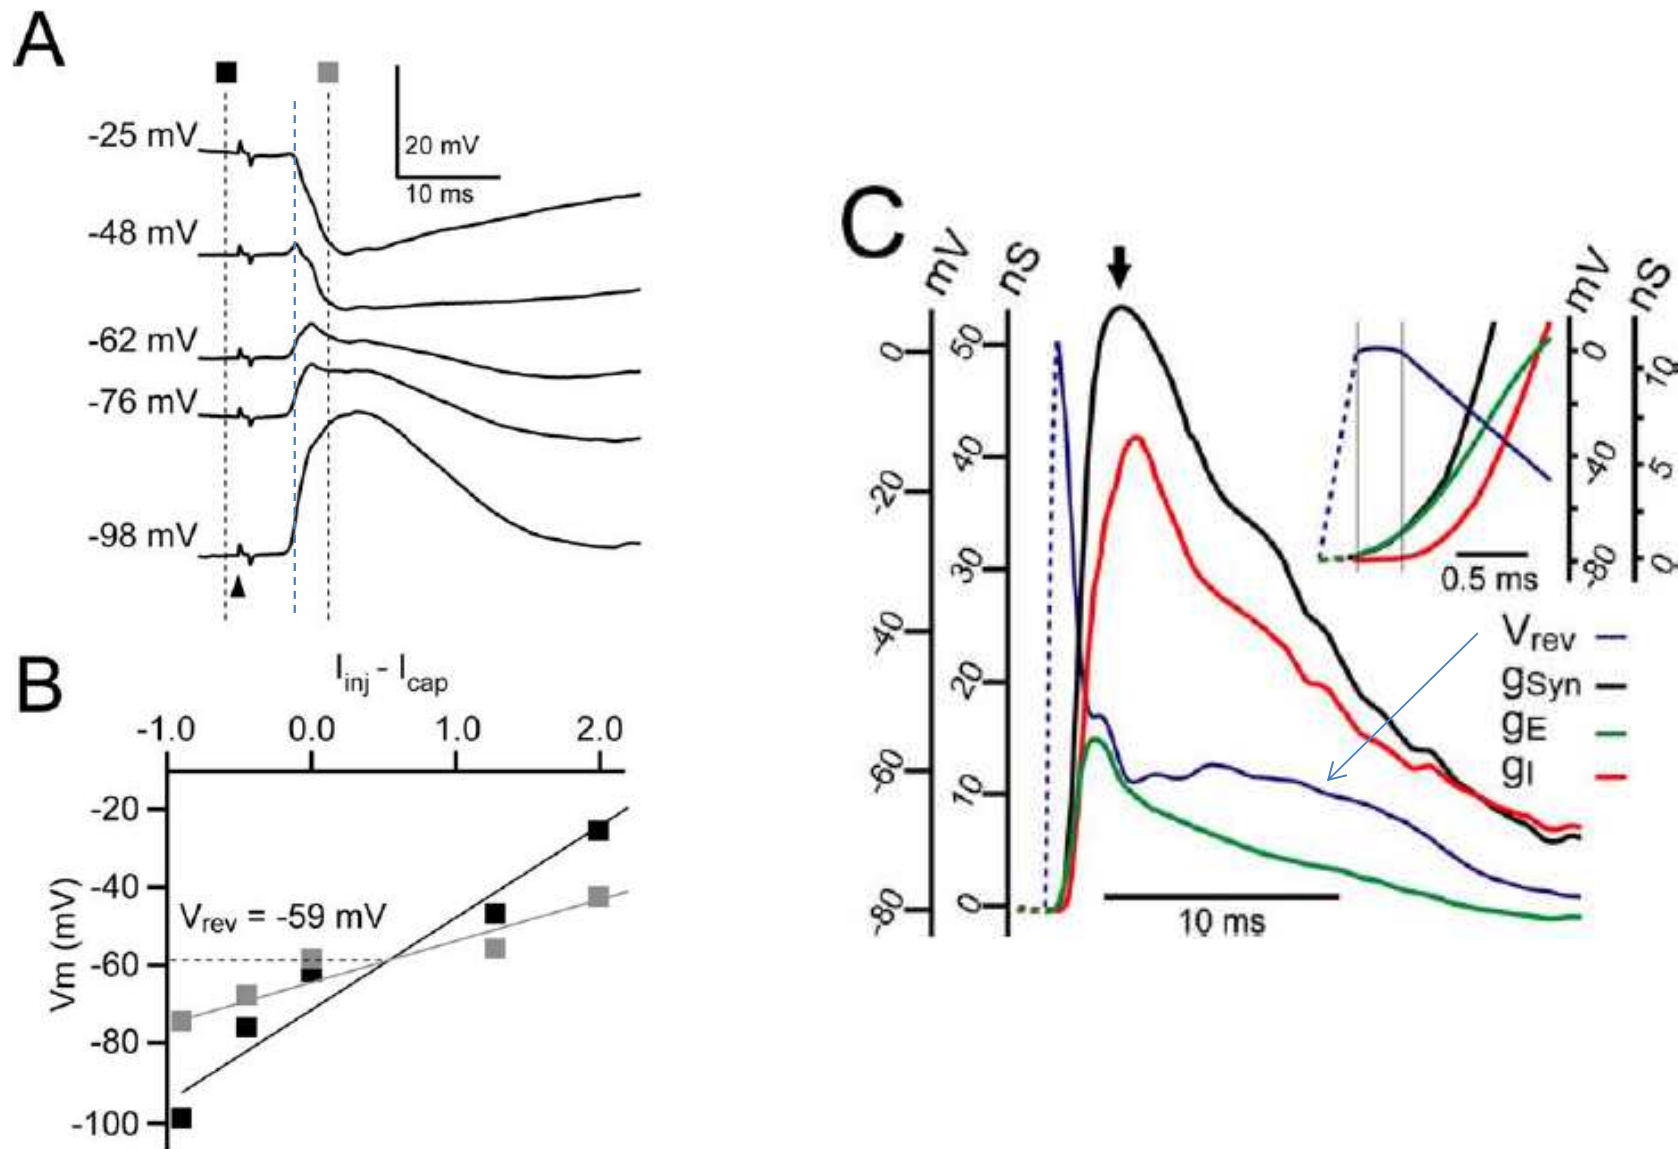 A
-25 mV
20 mV
10 ms
-48 mV
-62 mV
-76 mV
-98 mV
B
Iinj - Icap
-1.0 0.0 1.0 2.0
-20
-40
-60
-80
-100
Vm (mV)
Vrev = -59 mV
C
mV
nS
0
-20
-40
-60
-80
50
40
30
20
10
0
10 ms
mV
nS
0
-40
-80
10
5
0
0.5 ms
Vrev
gSyn
gE
gI